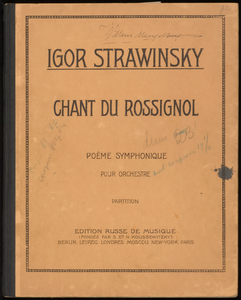 IGOR STRAWINSKY
CHANT DU ROSSIGNOL
POÈME SYMPHONIQUE
POUR ORCHESTRE
PARTITION
EDITION RUSSE DE MUSIQUE
(FONDÉE PAR S. ET N. KOUSSEWITZKY)
BERLIN, LEIPZIG, LONDRES, MOSCOU, NEW-YORK, PARIS